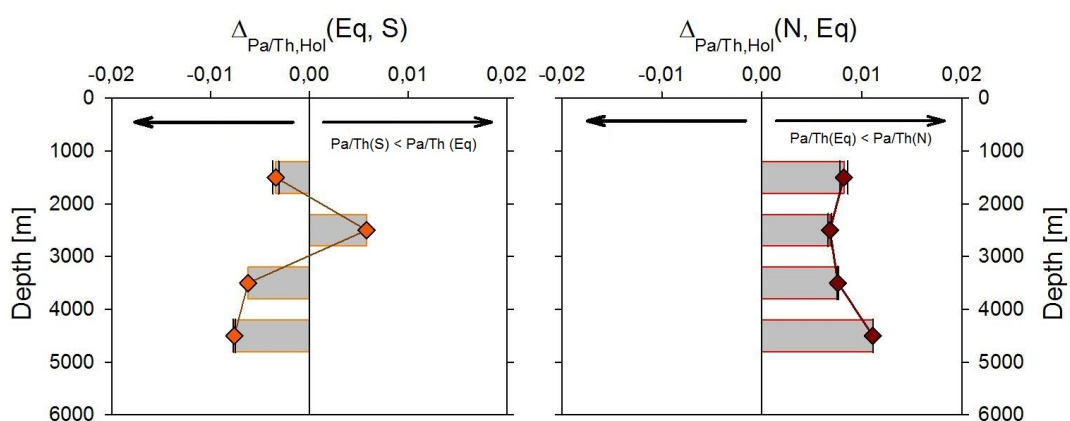 Δ Pa/Th,Hol (Eq, S)
Δ Pa/Th,Hol (N, Eq)
-0,02 -0,01 0,00 0,01 0,02
-0,02 -0,01 0,00 0,01 0,02
0
0
Pa/Th(S) < Pa/Th (Eq)
Pa/Th(Eq) < Pa/Th(N)
1000
1000
2000
2000
3000
3000
4000
4000
5000
5000
6000
6000
Depth [m]
Depth [m]